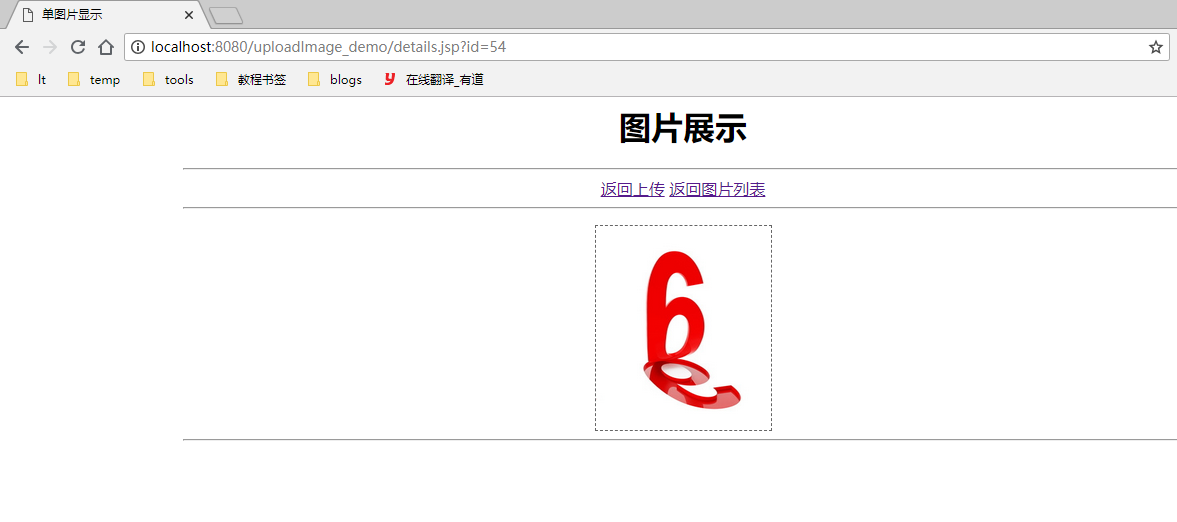 单图片显示
localhost:8080/uploadImage_demo/details.jsp?id=54
lt temp tools 教程书签 blogs y 在线翻译_有道
图片展示
返回上传 返回图片列表
6